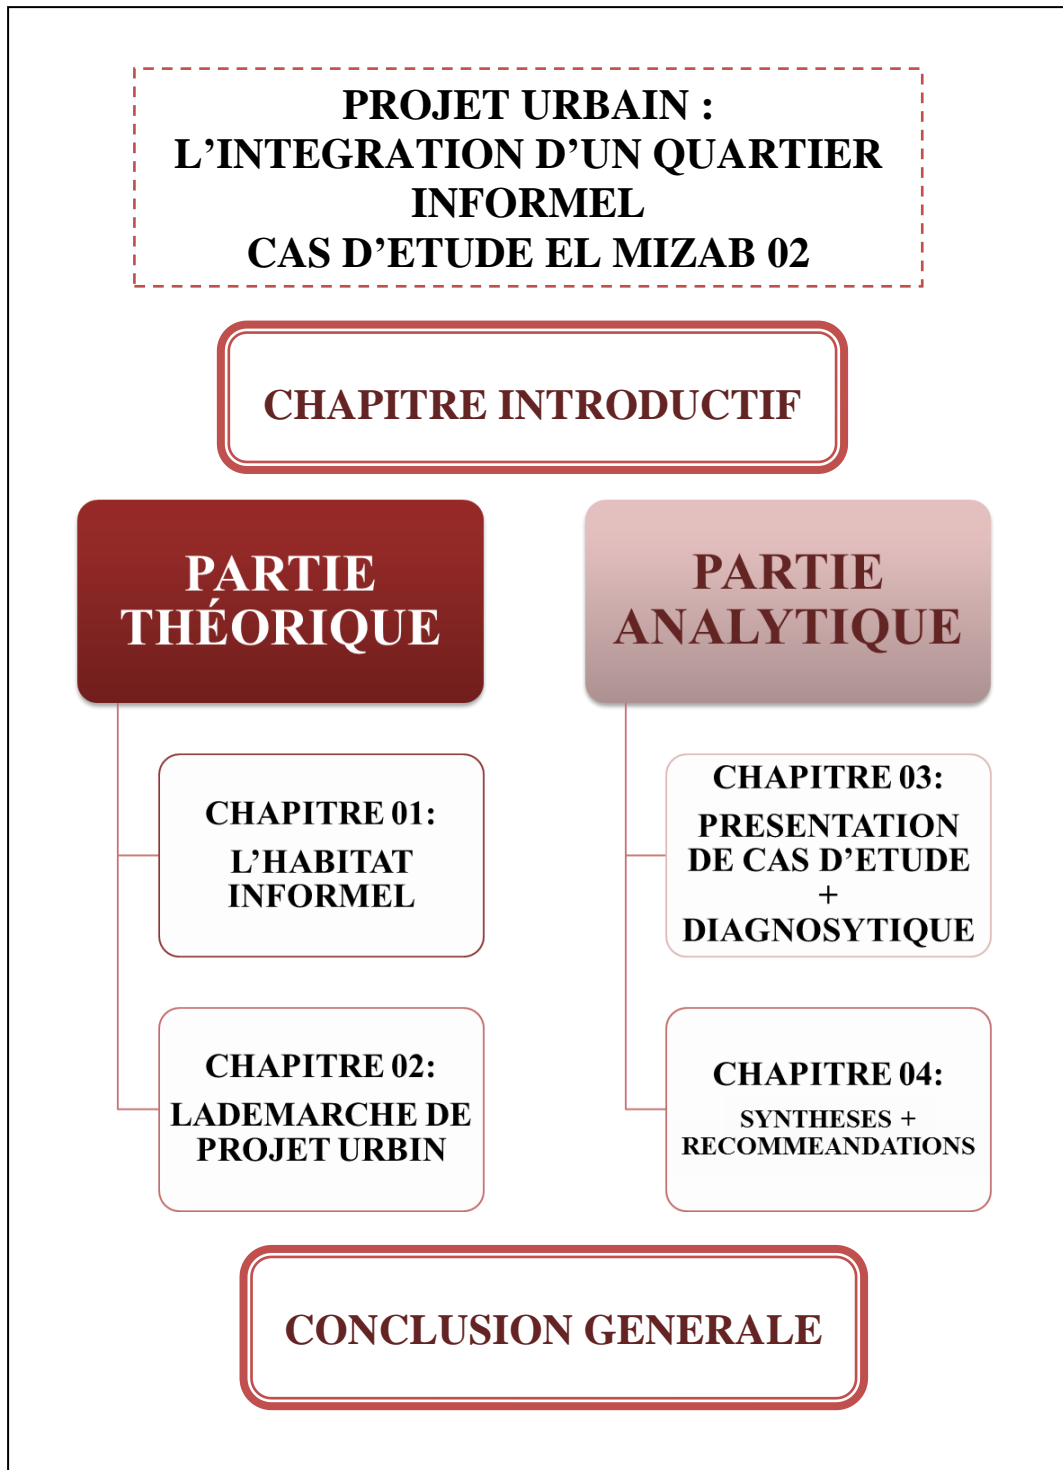 PROJET URBAIN :
L’INTEGRATION D’UN QUARTIER
INFORMEL
CAS D’ETUDE EL MIZAB 02
CHAPITRE INTRODUCTIF
PARTIE
THÉORIQUE
CHAPITRE 01:
L’HABITAT
INFORMEL
CHAPITRE 02:
LADEMARCHE DE
PROJET URBIN
PARTIE
ANALYTIQUE
CHAPITRE 03:
PRESENTATION
DE CAS D’ETUDE
+
DIAGNOSYTIQUE
CHAPITRE 04:
SYNTHESES +
RECOMMEANDATIONS
CONCLUSION GENERALE